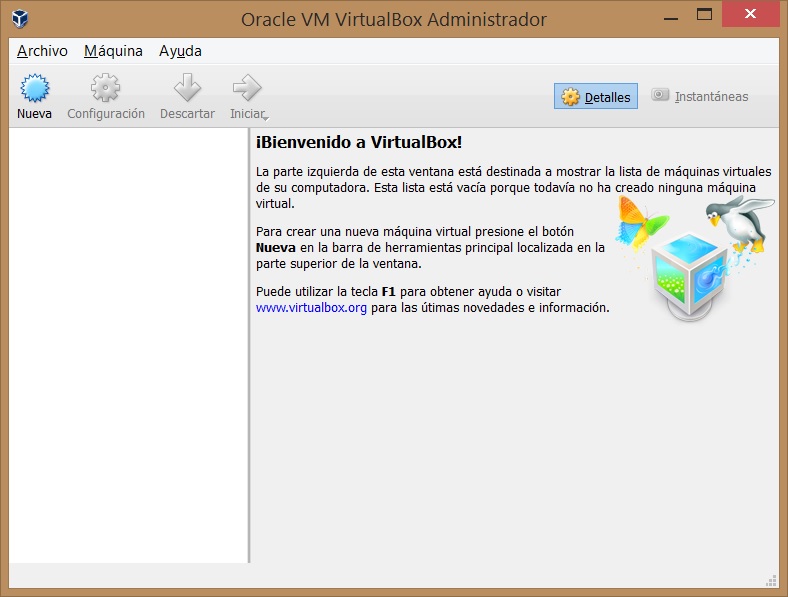 Oracle VM VirtualBox Administrador
Archivo Máquina Ayuda
Nueva Configuración Descartar Iniciar
Detalles Instantáneas
¡Bienvenido a VirtualBox!
La parte izquierda de esta ventana está destinada a mostrar la lista de máquinas virtuales
de su computadora. Esta lista está vacía porque todavía no ha creado ninguna máquina
virtual.
Para crear una nueva máquina virtual presione el botón
Nueva en la barra de herramientas principal localizada en la
parte superior de la ventana.
Puede utilizar la tecla F1 para obtener ayuda o visitar
www.virtualbox.org para las útimas novedades e información.